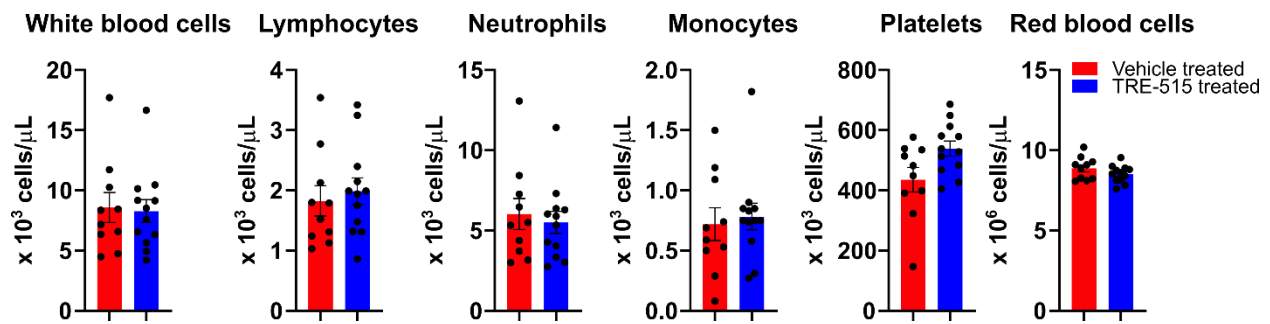 White blood cells
Lymphocytes
Neutrophils
Monocytes
Platelets
Red blood cells
Vehicle treated
TRE-515 treated
x 10³ cells/μL
20
15
10
5
0
x 10³ cells/μL
4
3
2
1
0
x 10³ cells/μL
15
10
5
0
x 10³ cells/μL
2.0
1.5
1.0
0.5
0.0
x 10³ cells/μL
800
600
400
200
0
x 10⁶ cells/μL
15
10
5
0